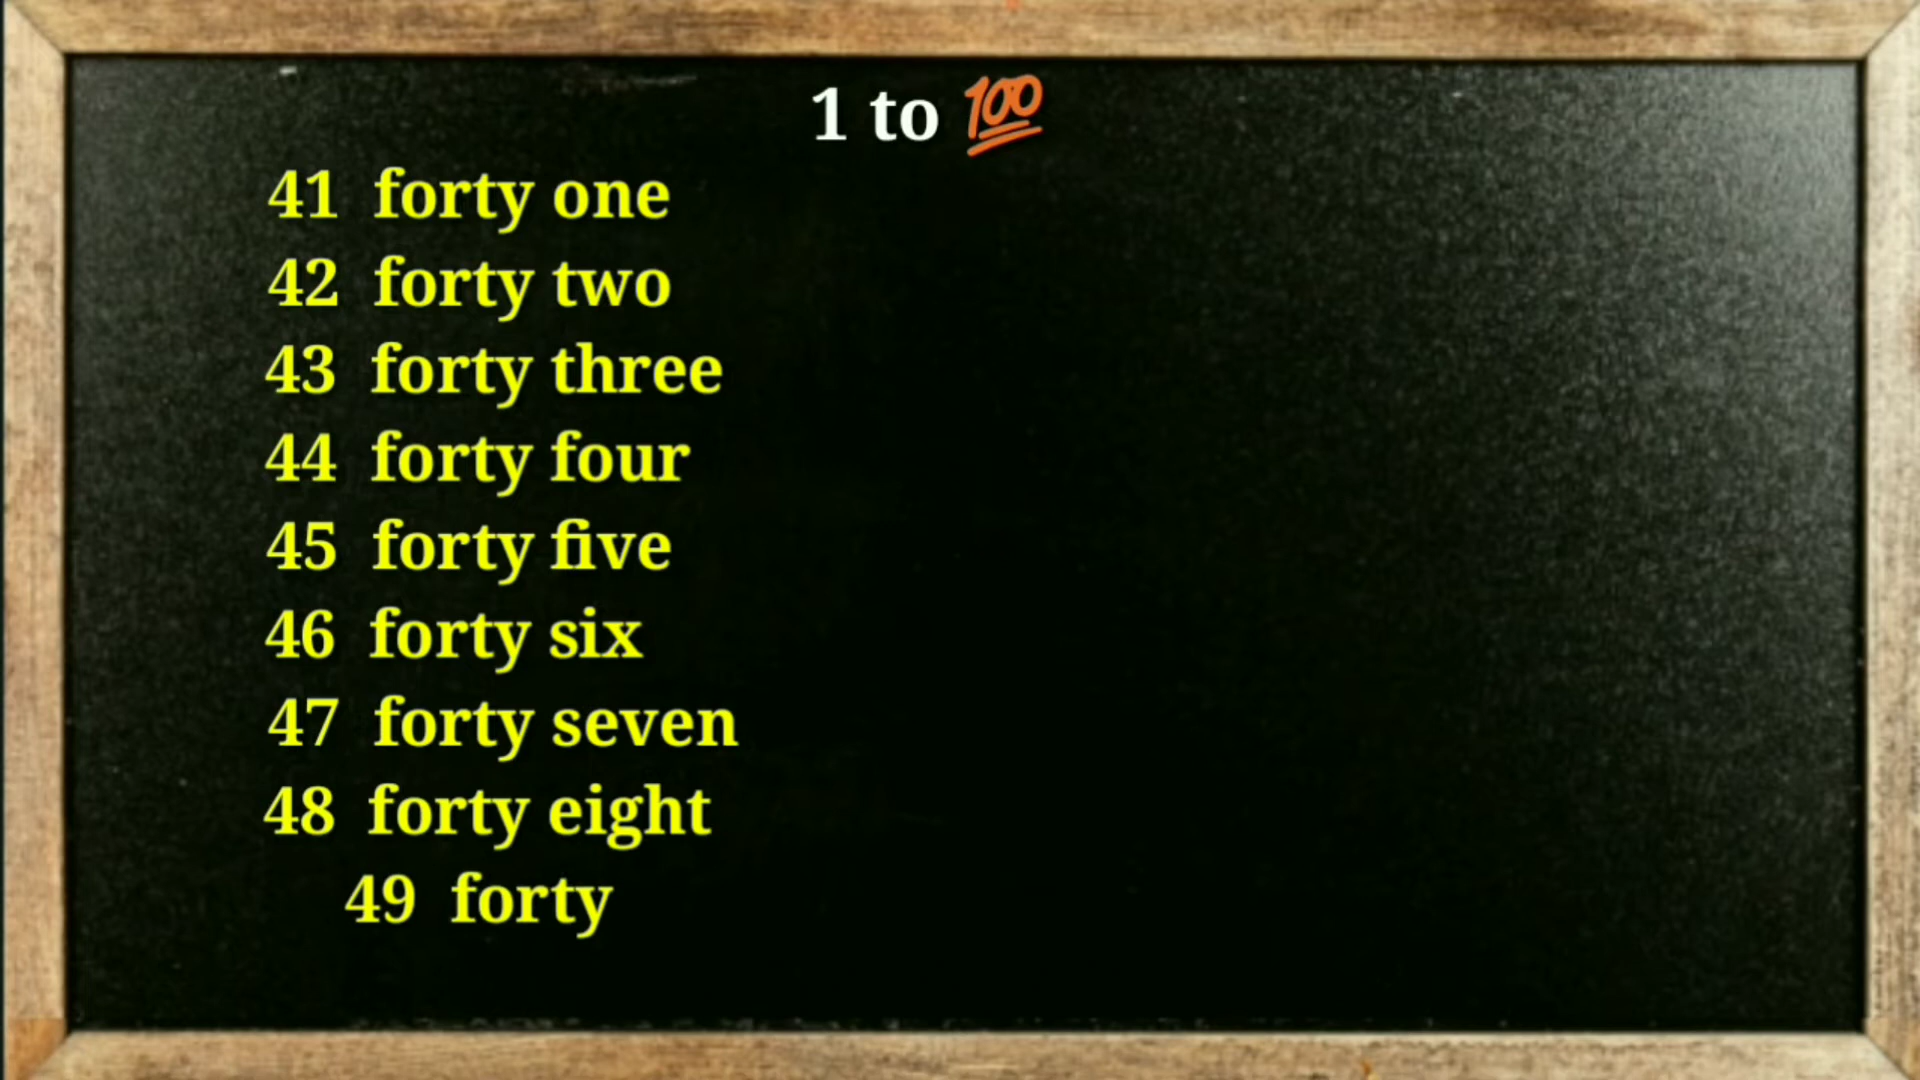 1 to 💯
41 forty one
42 forty two
43 forty three
44 forty four
45 forty five
46 forty six
47 forty seven
48 forty eight
49 forty